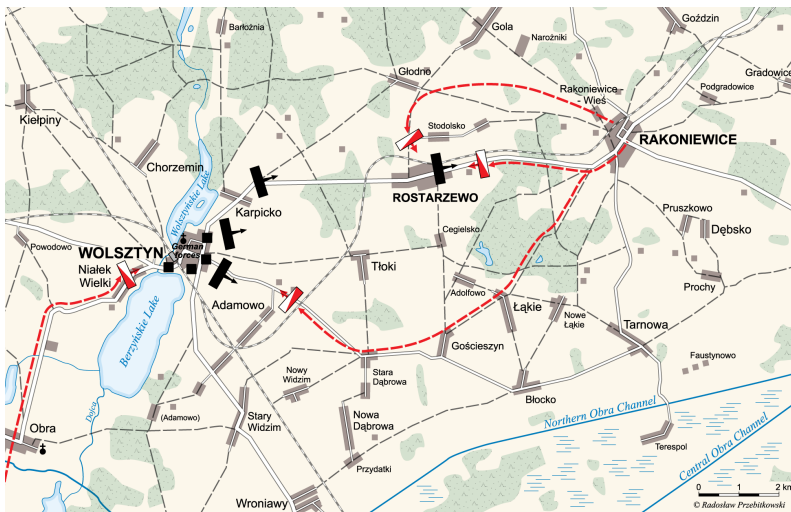 Barłożnia
Gola
Narożniki
Goździn
Głodno
Gradowice
Podgradowice
Rakoniewice -
- Wieś
Kiełpiny
Stodolsko
RAKONIEWICE
Chorzemin
Wolsztyńskie Lake
ROSTARZEWO
Karpicko
Pruszkowo
Dębsko
Cegielsko
Powodowo
WOLSZTYN
German
forces
Niałek
Wielki
Tłoki
Adolfowo
Prochy
Adamowo
Łąkie
Nowe
Łąkie
Berzyńskie Lake
Tarnowa
Gościeszyn
Faustynowo
Nowy
Widzim
Stara
Dąbrowa
Błocko
Dojca
(Adamowo)
Stary
Widzim
Nowa
Dąbrowa
Northern Obra Channel
Obra
Terespol
Central Obra Channel
Przydatki
Wroniawy
0 1 2 km
© Radosław Przebitkowski